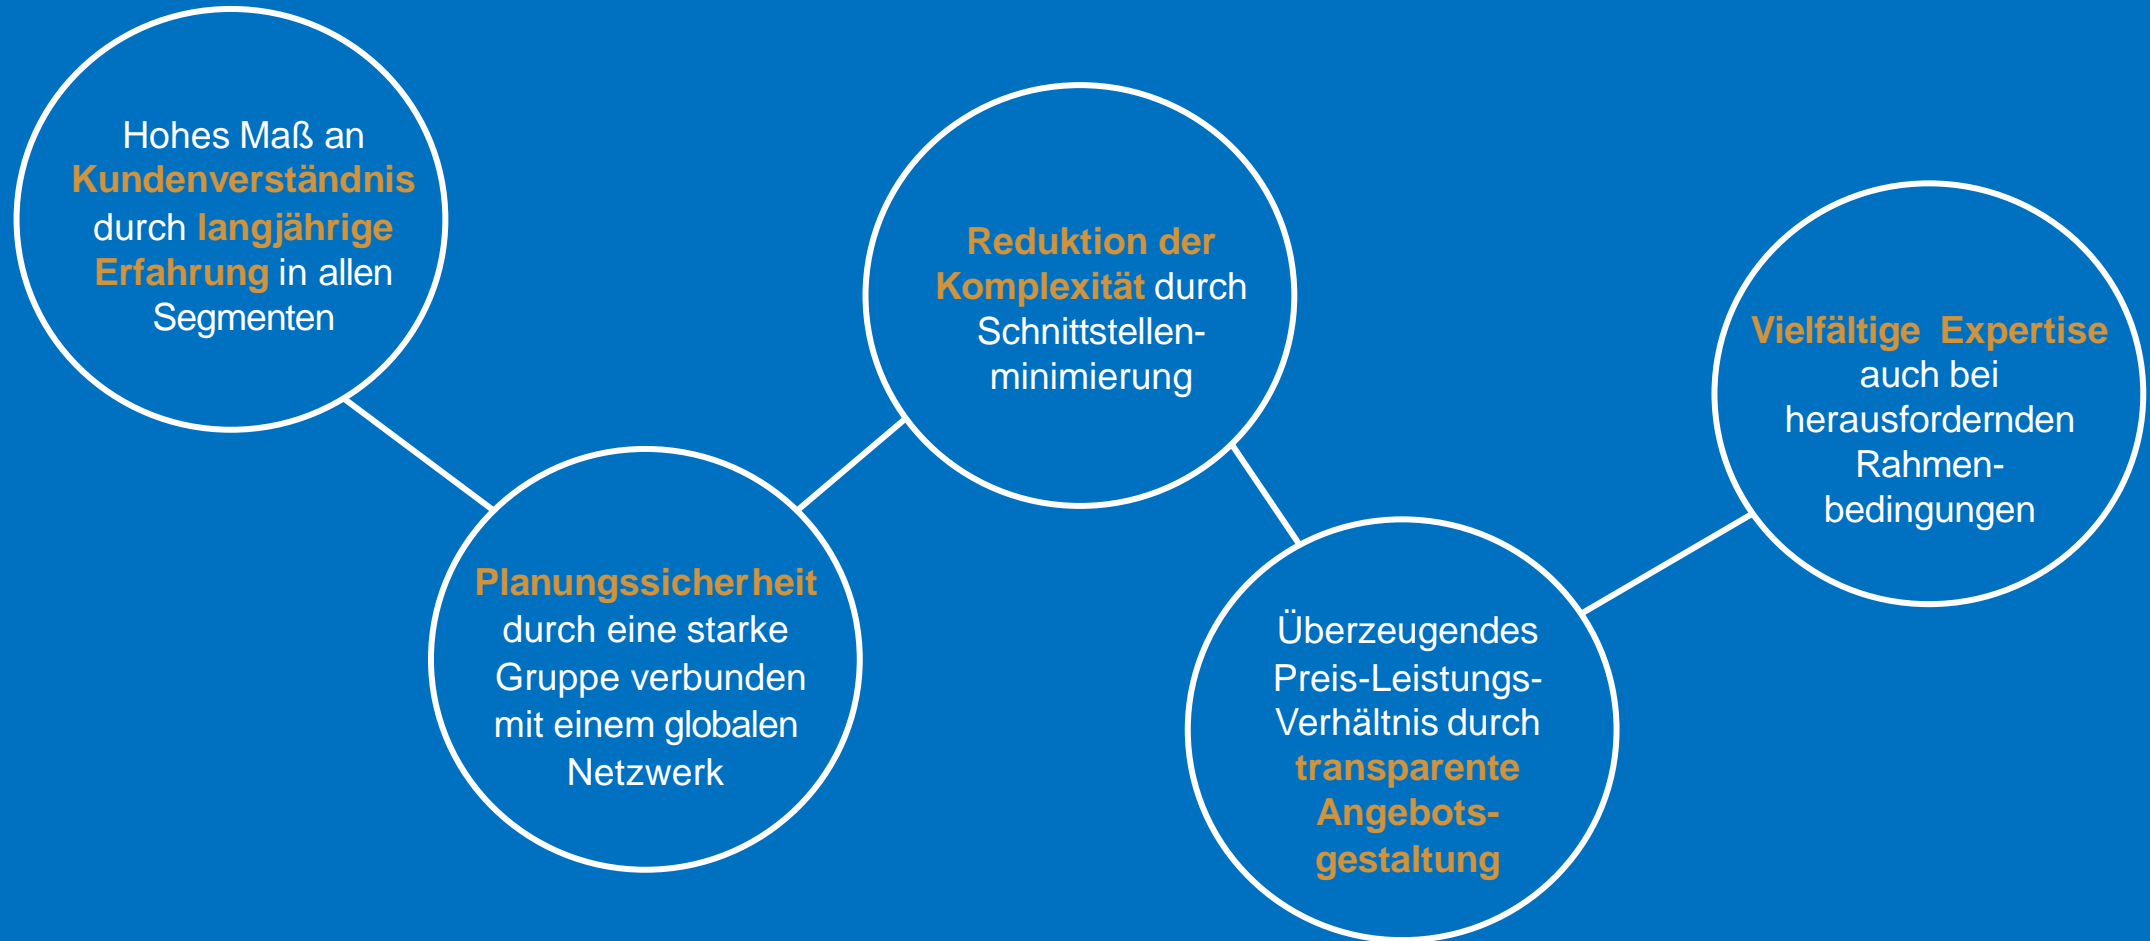 Hohes Maß an
Kundenverständnis
durch langjährige
Erfahrung in allen
Segmenten
Planungssicherheit
durch eine starke
Gruppe verbunden
mit einem globalen
Netzwerk
Reduktion der
Komplexität durch
Schnittstellen-
minimierung
Überzeugendes
Preis-Leistungs-
Verhältnis durch
transparente
Angebots-
gestaltung
Vielfältige Expertise
auch bei
herausfordernden
Rahmen-
bedingungen